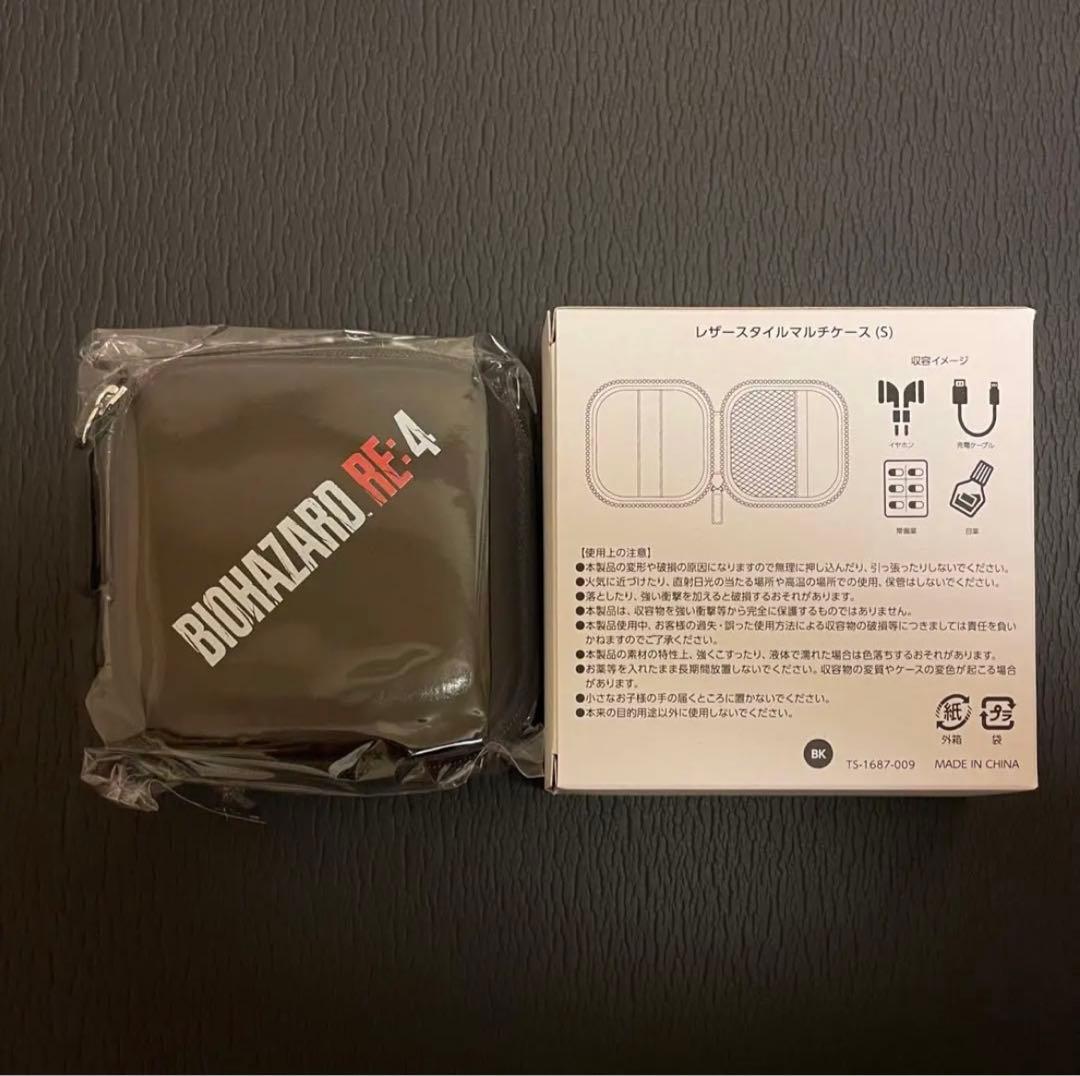 BIOHAZARD RE:4
レザースタイルマルチケース (S)
収容イメージ
イヤホン
充電ケーブル
常備薬
目薬
【使用上の注意】
●本製品の変形や破損の原因になりますので無理に押し込んだり、引っ張ったりしないでください。
●火気に近づけたり、直射日光の当たる場所や高温の場所での使用、保管はしないでください。
●落としたり、強い衝撃を加えると破損するおそれがあります。
●本製品は、収容物を強い衝撃等から完全に保護するものではありません。
●本製品使用中、お客様の過失・誤った使用方法による収容物の破損等につきましては責任を負い
かねますのでご了承ください。
●本製品の素材の特性上、強くこすったり、液体で濡れた場合は色落ちするおそれがあります。
●お薬等を入れたまま長期間放置しないでください。収容物の変質やケースの変色が起こる場合
があります。
●小さなお子様の手の届くところに置かないでください。
●本来の目的用途以外に使用しないでください。
紙
外箱
プラ
袋
BK
TS-1687-009
MADE IN CHINA